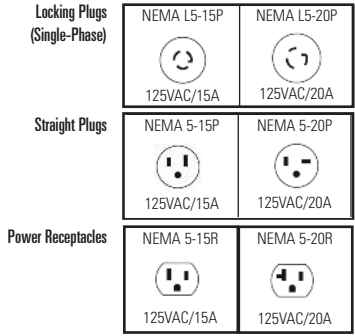 Locking Plugs
(Single-Phase)
NEMA L5-15P
NEMA L5-20P
125VAC/15A
125VAC/20A
Straight Plugs
NEMA 5-15P
NEMA 5-20P
125VAC/15A
125VAC/20A
Power Receptacles
NEMA 5-15R
NEMA 5-20R
125VAC/15A
125VAC/20A